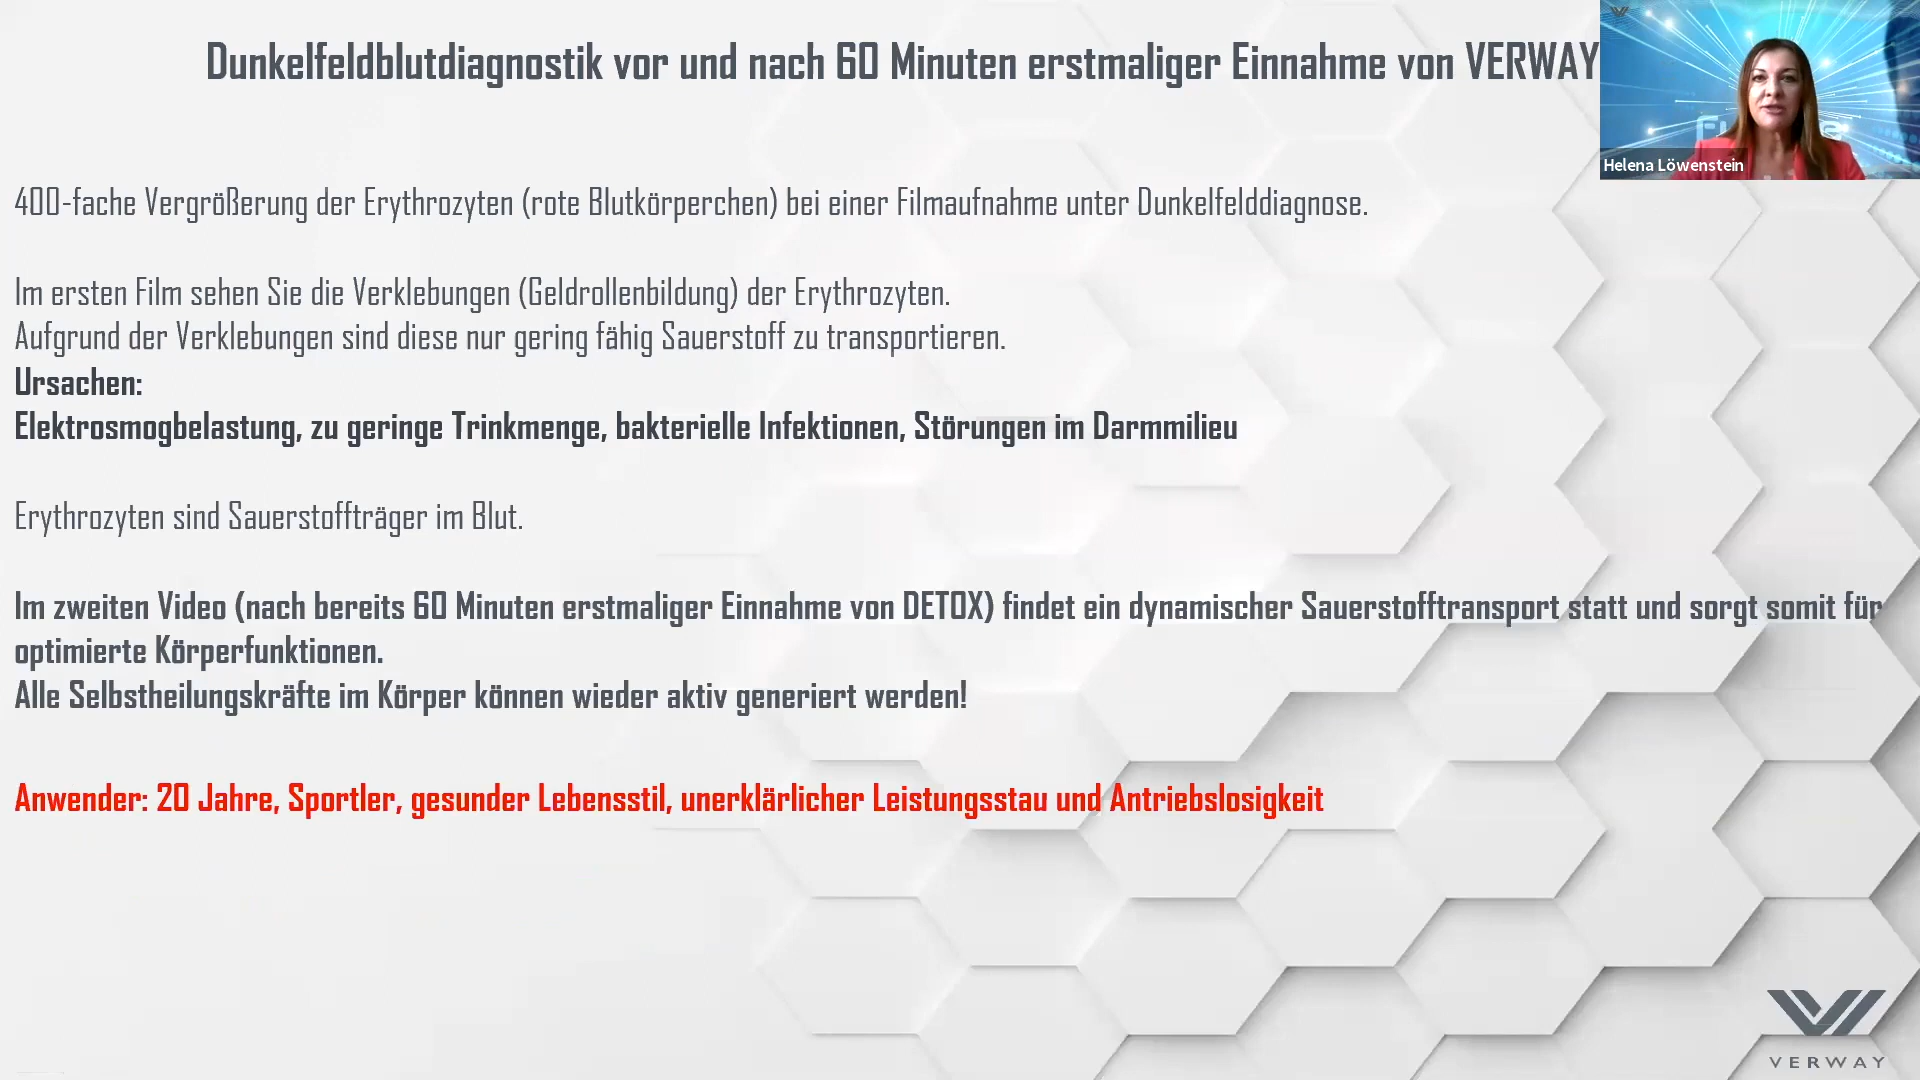 Dunkelfeldblutdiagnostik vor und nach 60 Minuten erstmaliger Einnahme von VERWAY
Helena Löwenstein
400-fache Vergrößerung der Erythrozyten (rote Blutkörperchen) bei einer Filmaufnahme unter Dunkelfelddiagnose.
Im ersten Film sehen Sie die Verklebungen (Geldrollenbildung) der Erythrozyten.
Aufgrund der Verklebungen sind diese nur gering fähig Sauerstoff zu transportieren.
Ursachen:
Elektrosmogbelastung, zu geringe Trinkmenge, bakterielle Infektionen, Störungen im Darmmilieu
Erythrozyten sind Sauerstoffträger im Blut.
Im zweiten Video (nach bereits 60 Minuten erstmaliger Einnahme von DETOX) findet ein dynamischer Sauerstofftransport statt und sorgt somit für
optimierte Körperfunktionen.
Alle Selbstheilungskräfte im Körper können wieder aktiv generiert werden!
Anwender: 20 Jahre, Sportler, gesunder Lebensstil, unerklärlicher Leistungsstau und Antriebslosigkeit
VERWAY